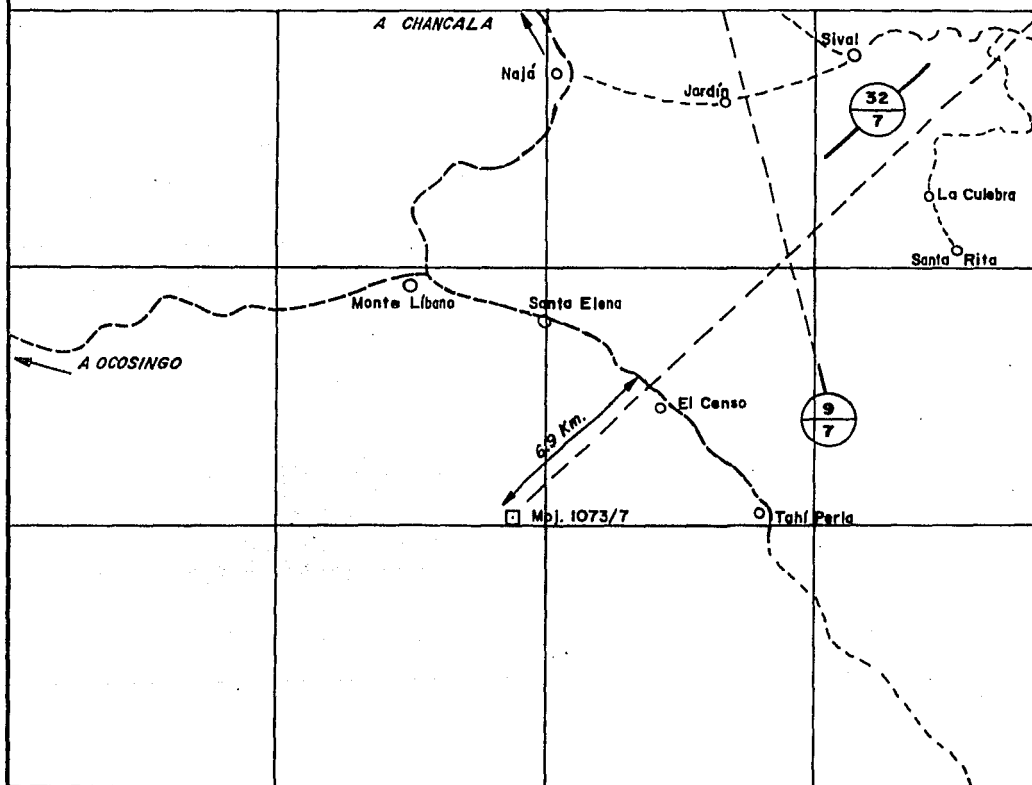 A CHANCALA
Sival
Najá
Jardín
32
7
La Culebra
Santa Rita
Monte Líbano
Santa Elena
A OCOSINGO
El Censo
9
7
6.9 Km.
Moj. 1073/7
Tahí Perla